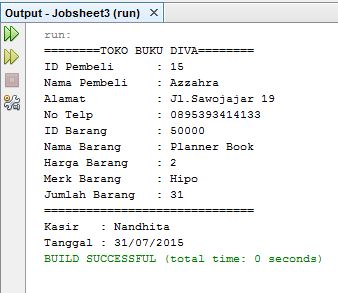 Output - Jobsheet3 (run) ×
run:
========TOKO BUKU DIVA========
ID Pembeli : 15
Nama Pembeli : Azzahra
Alamat : Jl.Sawojajar 19
No Telp : 0895393414133
ID Barang : 50000
Nama Barang : Planner Book
Harga Barang : 2
Merk Barang : Hipo
Jumlah Barang : 31
==============================
Kasir : Nandhita
Tanggal : 31/07/2015
BUILD SUCCESSFUL (total time: 0 seconds)